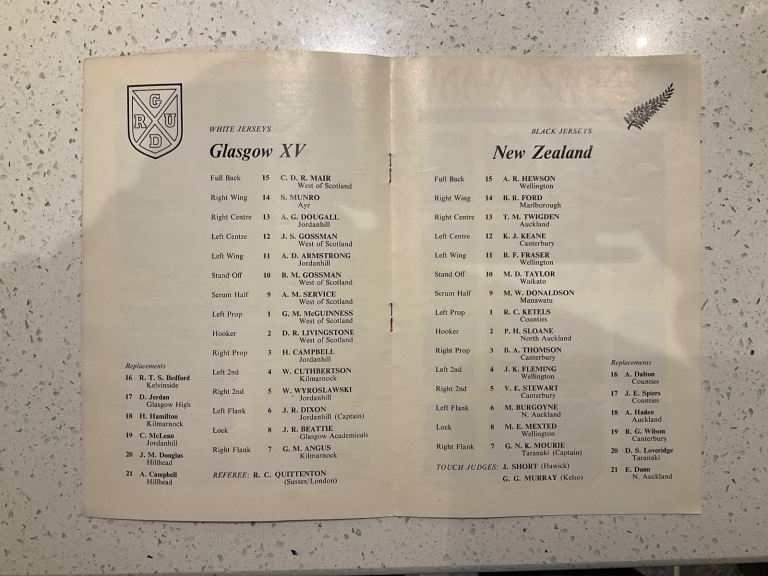 G
R U
D
WHITE JERSEYS
Glasgow XV
Full Back 15 C. D. R. MAIR
West of Scotland
Right Wing 14 S. MUNRO
Ayr
Right Centre 13 A. G. DOUGALL
Jordanhill
Left Centre 12 J. S. GOSSMAN
West of Scotland
Left Wing 11 A. D. ARMSTRONG
Jordanhill
Stand Off 10 B. M. GOSSMAN
West of Scotland
Scrum Half 9 A. M. SERVICE
West of Scotland
Left Prop 1 G. M. McGUINNESS
West of Scotland
Hooker 2 D. R. LIVINGSTONE
West of Scotland
Right Prop 3 H. CAMPBELL
Jordanhill
Left 2nd 4 W. CUTHBERTSON
Kilmarnock
Right 2nd 5 W. WYROSLAWSKI
Jordanhill
Left Flank 6 J. R. DIXON
Jordanhill (Captain)
Lock 8 J. R. BEATTIE
Glasgow Academicals
Right Flank 7 G. M. ANGUS
Kilmarnock
REFEREE: R. C. QUITTENTON
(Sussex/London)
Replacements
16 R. T. S. Bedford
Kelvinside
17 D. Jerdan
Glasgow High
18 H. Hamilton
Kilmarnock
19 C. McLean
Jordanhill
20 J. M. Douglas
Hillhead
21 A. Campbell
Hillhead
BLACK JERSEYS
New Zealand
Full Back 15 A. R. HEWSON
Wellington
Right Wing 14 B. R. FORD
Marlborough
Right Centre 13 T. M. TWIGDEN
Auckland
Left Centre 12 K. J. KEANE
Canterbury
Left Wing 11 B. F. FRASER
Wellington
Stand Off 10 M. D. TAYLOR
Waikato
Scrum Half 9 M. W. DONALDSON
Manawatu
Left Prop 1 R. C. KETELS
Counties
Hooker 2 P. H. SLOANE
North Auckland
Right Prop 3 B. A. THOMSON
Canterbury
Left 2nd 4 J. K. FLEMING
Wellington
Right 2nd 5 V. E. STEWART
Canterbury
Left Flank 6 M. BURGOYNE
N. Auckland
Lock 8 M. E. MEXTED
Wellington
Right Flank 7 G. N. K. MOURIE
Taranaki (Captain)
TOUCH JUDGES: J. SHORT (Hawick)
G. G. MURRAY (Kelso)
Replacements
16 A. Dalton
Counties
17 J. E. Spiers
Counties
18 A. Haden
Auckland
19 R. G. Wilson
Canterbury
20 D. S. Loveridge
Taranaki
21 E. Dunn
N. Auckland